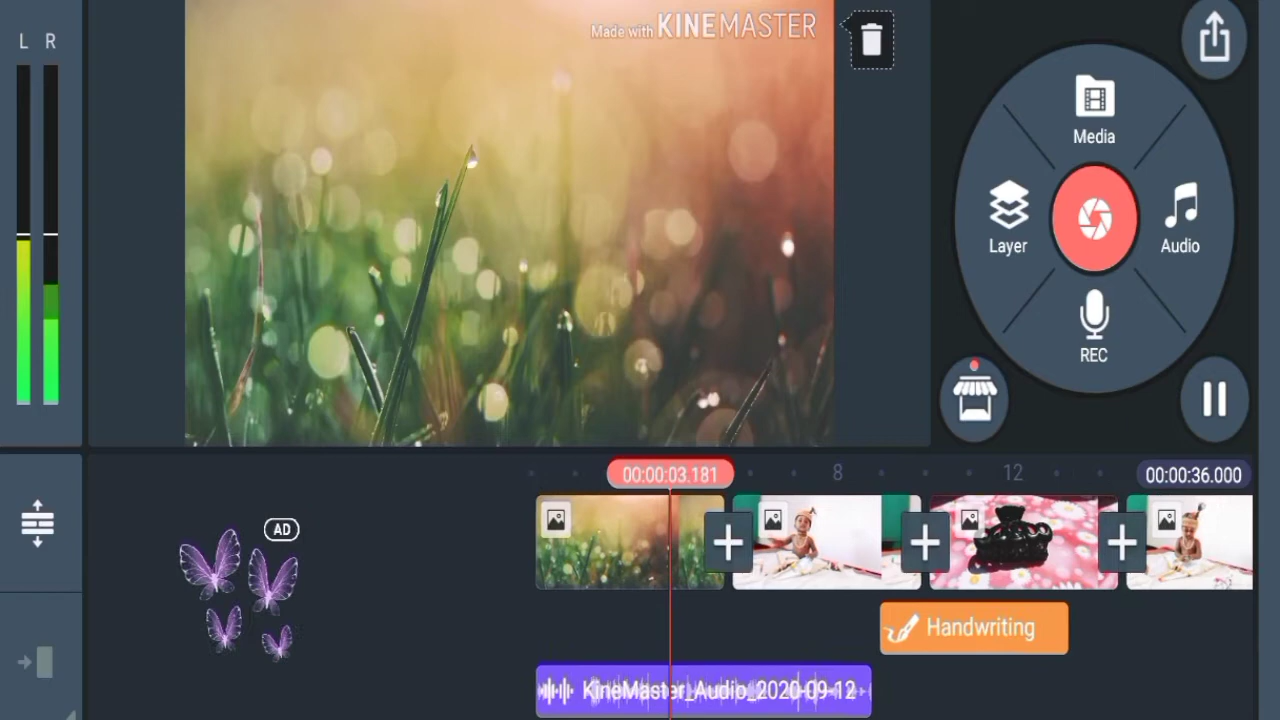 L R
Made with KINEMASTER
Media
Layer
Audio
REC
00:00:03.181
8
12
00:00:36.000
AD
Handwriting
KineMaster_Audio_2020-09-12